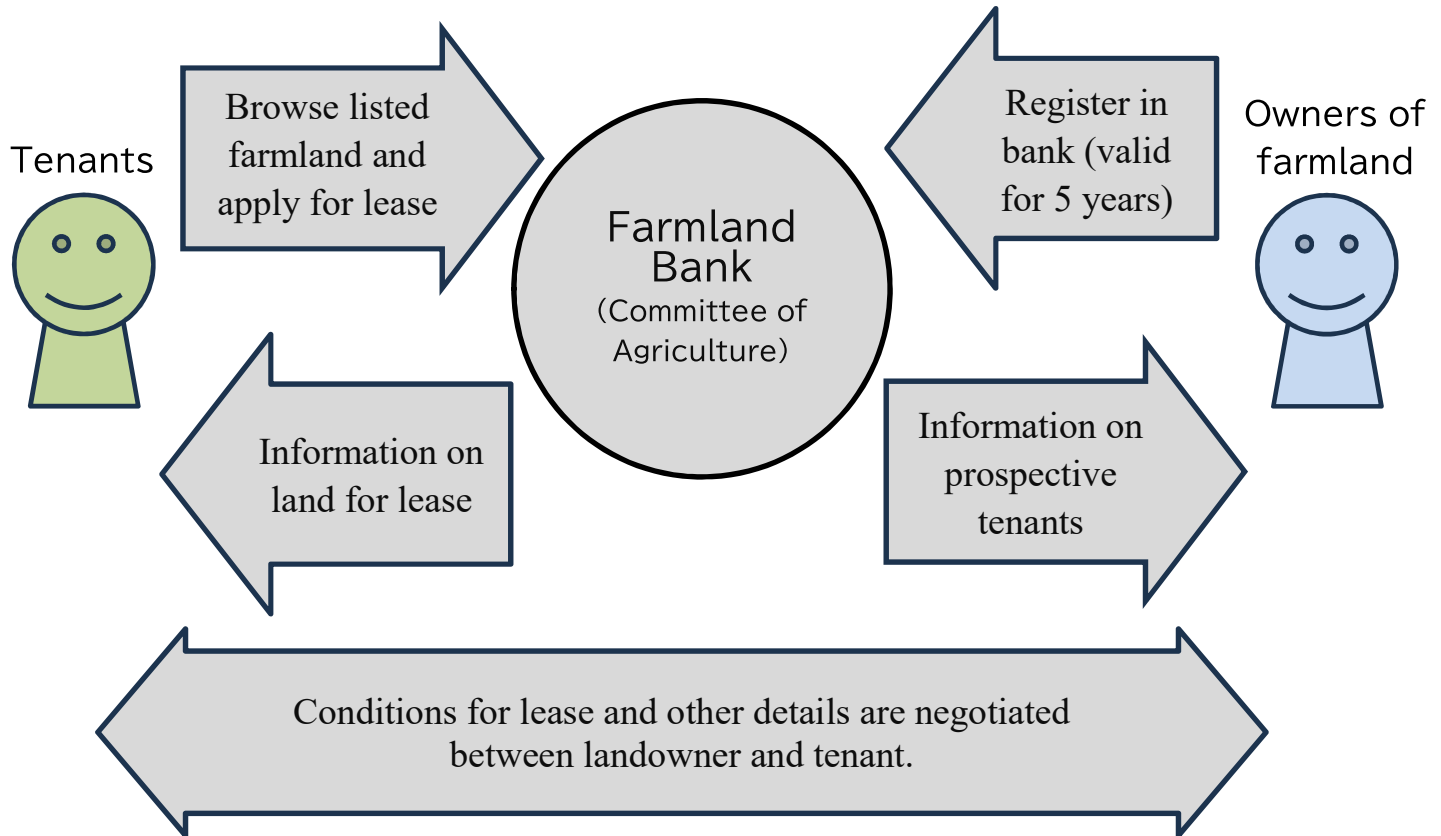 Tenants
Browse listed
farmland and
apply for lease
Farmland
Bank
(Committee of
Agriculture)
Register in
bank (valid
for 5 years)
Owners of
farmland
Information on
land for lease
Information on
prospective
tenants
Conditions for lease and other details are negotiated
between landowner and tenant.